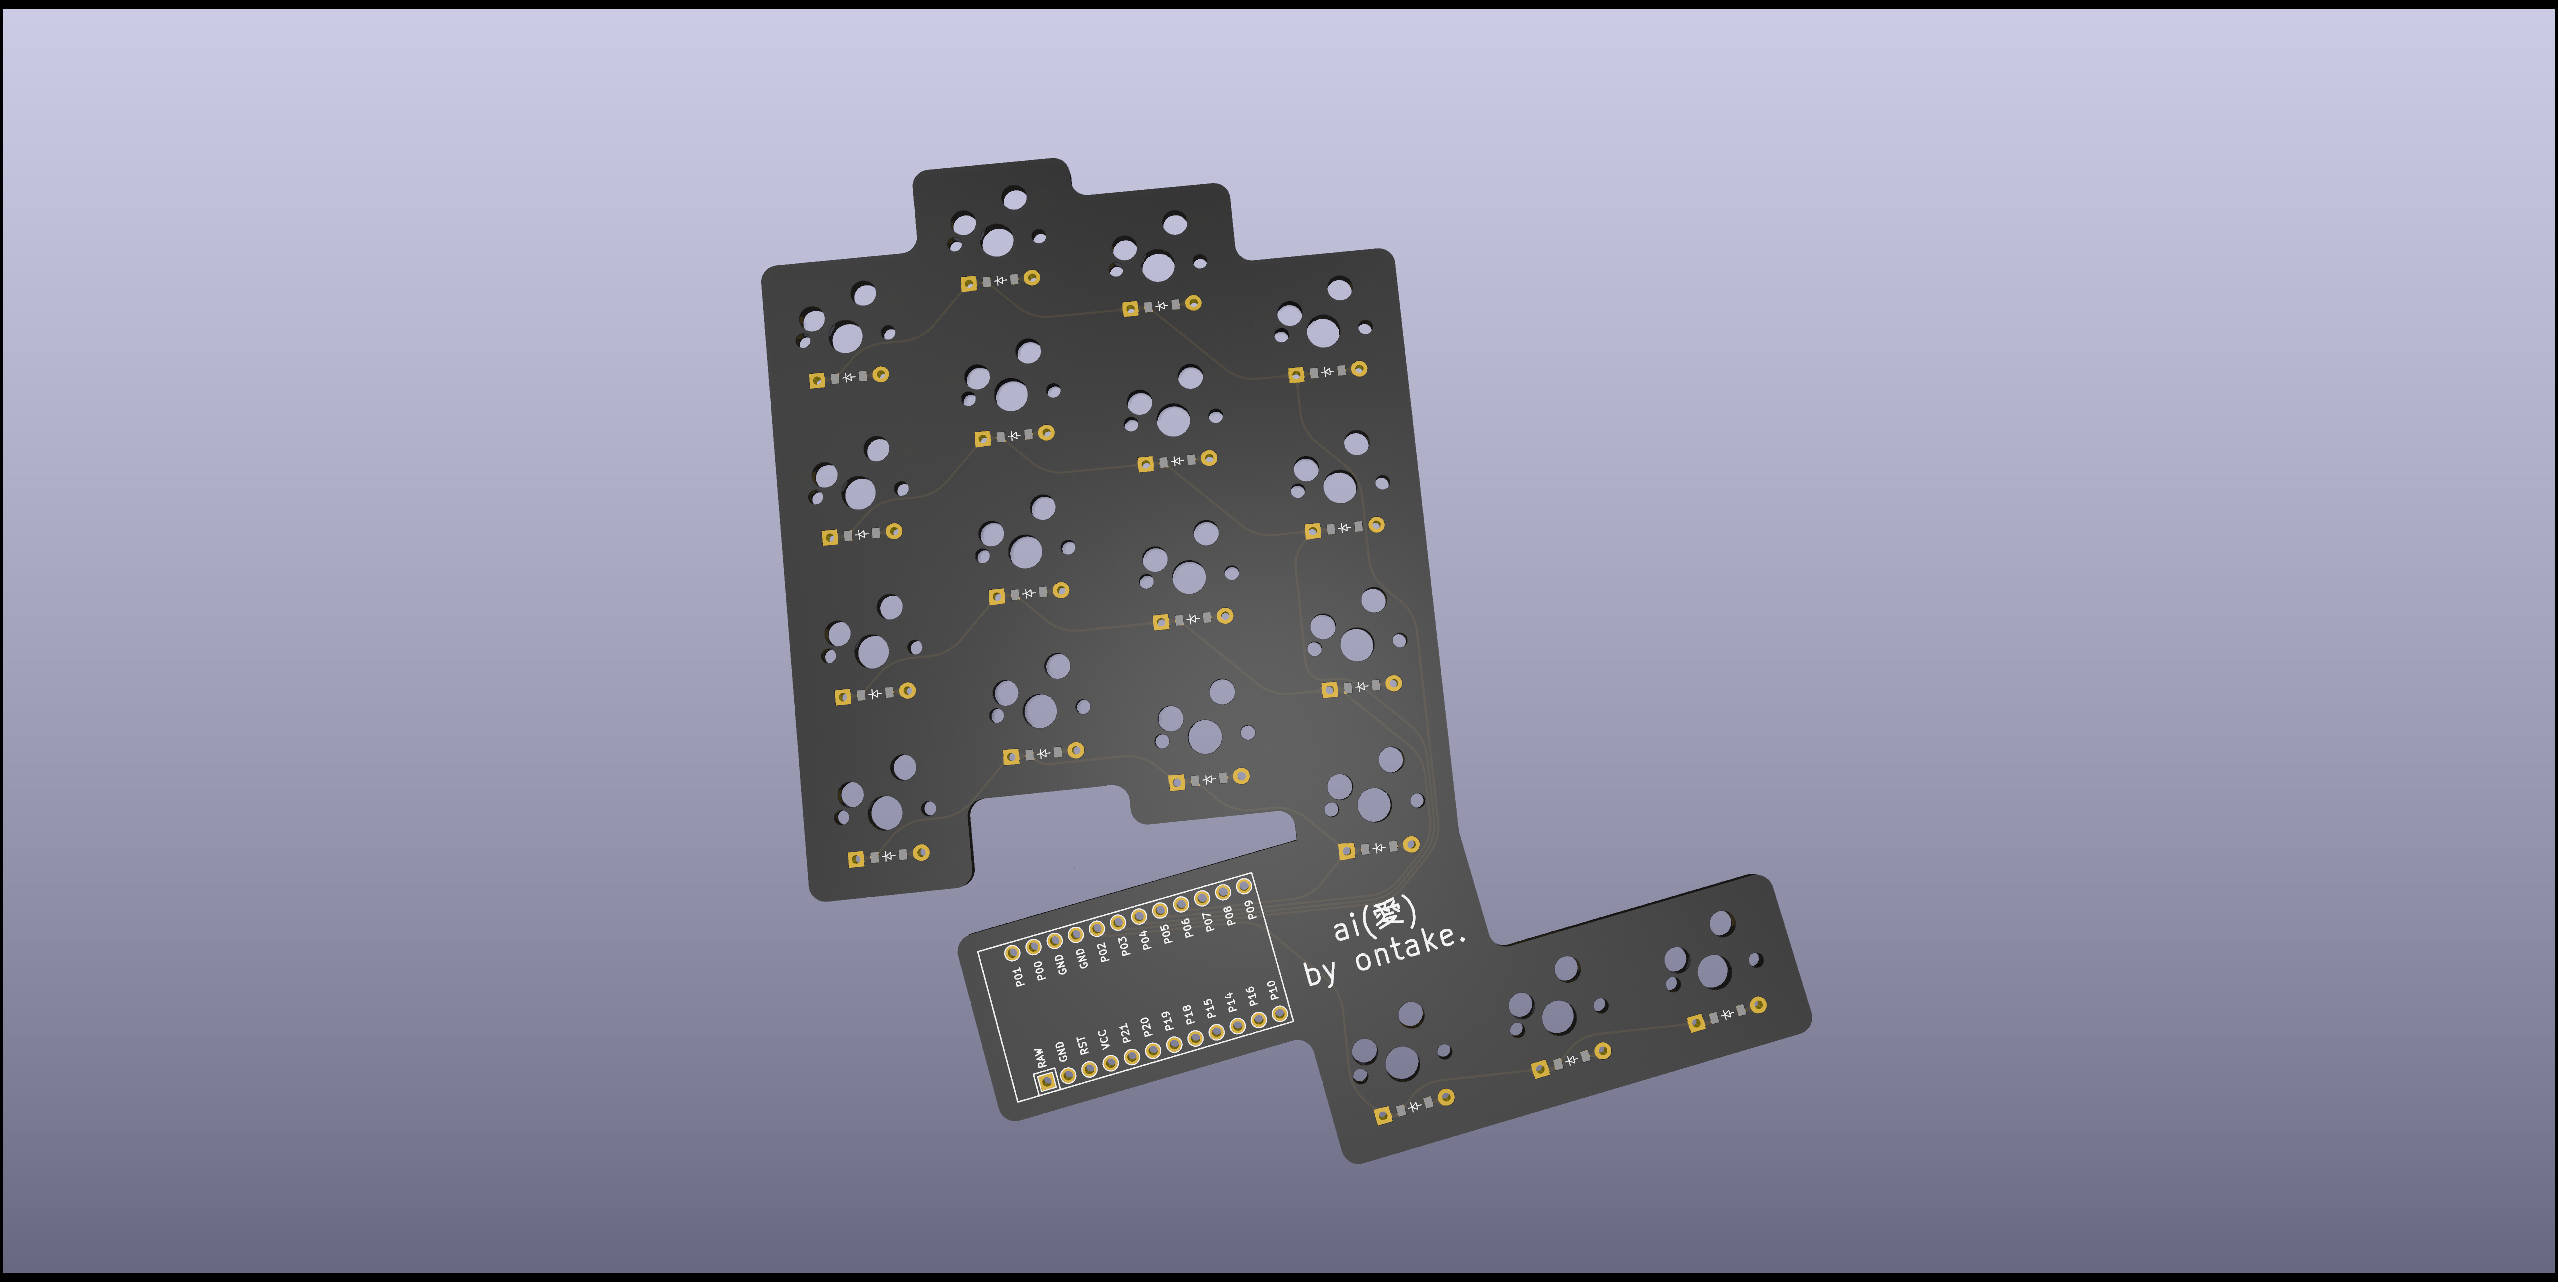 ai(愛)
by ontake.
P01 P00 GND GND P02 P03 P04 P05 P06 P07 P08 P09
RAW GND RST VCC P21 P20 P19 P18 P15 P14 P16 P10